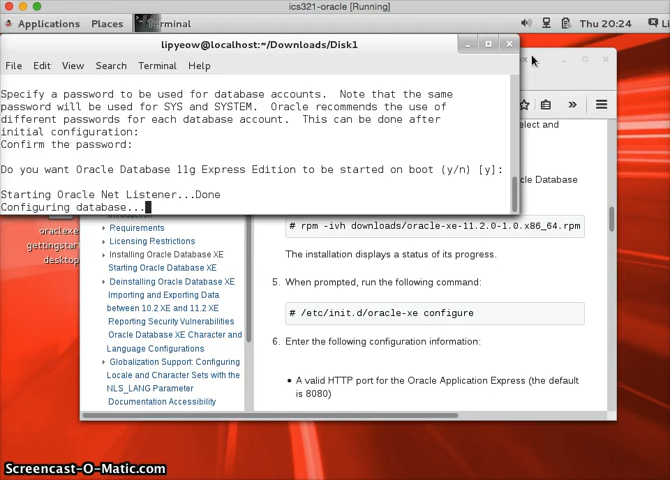 ics321-oracle [Running]
Applications Places Terminal Thu 20:24 Li
lipyeow@localhost:~/Downloads/Disk1
File Edit View Search Terminal Help
Specify a password to be used for database accounts. Note that the same
password will be used for SYS and SYSTEM. Oracle recommends the use of
different passwords for each database account. This can be done after
initial configuration:
Confirm the password:
Do you want Oracle Database 11g Express Edition to be started on boot (y/n) [y]:
Starting Oracle Net Listener...Done
Configuring database...
elect and
racle Database
oraclexe
gettingstart
desktop
Requirements
Licensing Restrictions
Installing Oracle Database XE
Starting Oracle Database XE
Deinstalling Oracle Database XE
Importing and Exporting Data
between 10.2 XE and 11.2 XE
Reporting Security Vulnerabilities
Oracle Database XE Character and
Language Configurations
Globalization Support: Configuring
Locale and Character Sets with the
NLS_LANG Parameter
Documentation Accessibility
# rpm -ivh downloads/oracle-xe-11.2.0-1.0.x86_64.rpm
The installation displays a status of its progress.
5. When prompted, run the following command:
# /etc/init.d/oracle-xe configure
6. Enter the following configuration information:
• A valid HTTP port for the Oracle Application Express (the default
is 8080)
Screencast-O-Matic.com